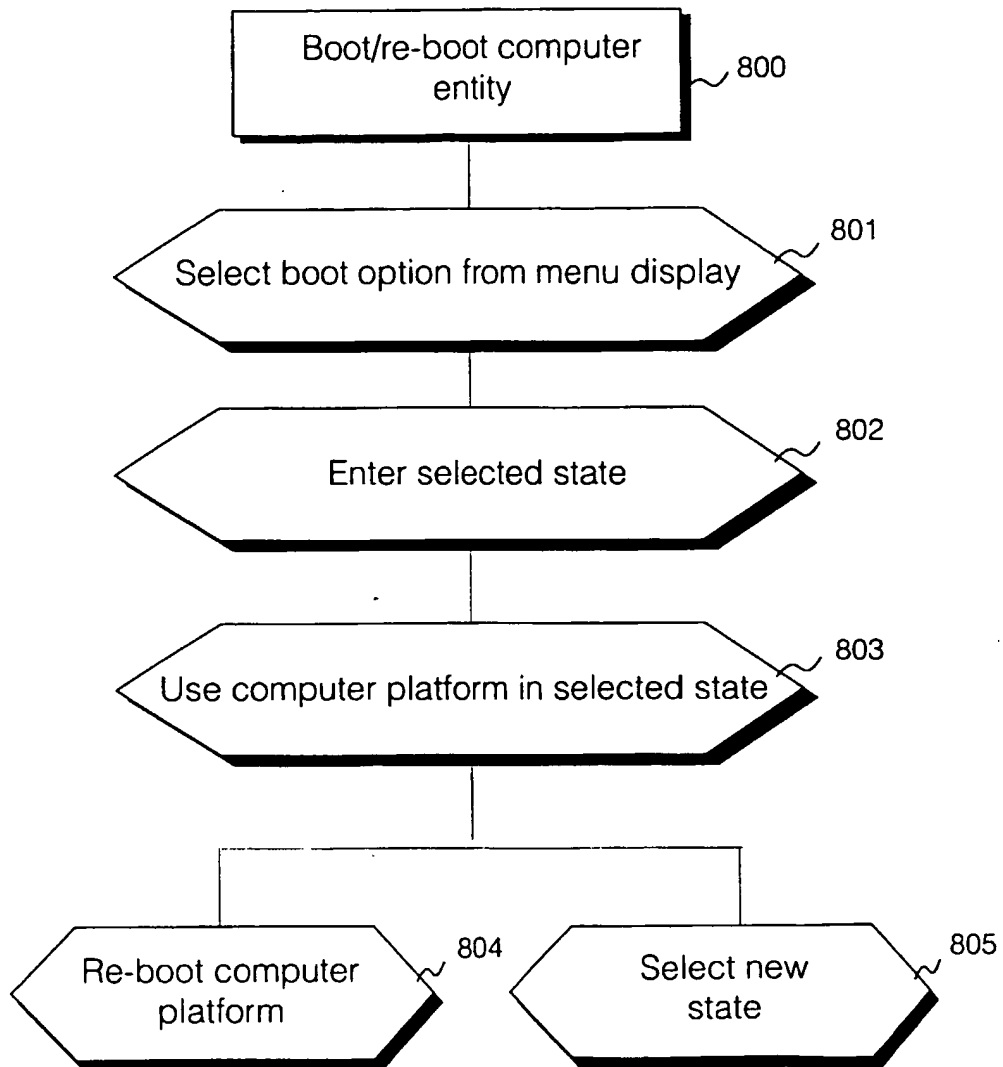 Boot/re-boot computer
entity
800
801
Select boot option from menu display
802
Enter selected state
803
Use computer platform in selected state
804
Re-boot computer
platform
805
Select new
state